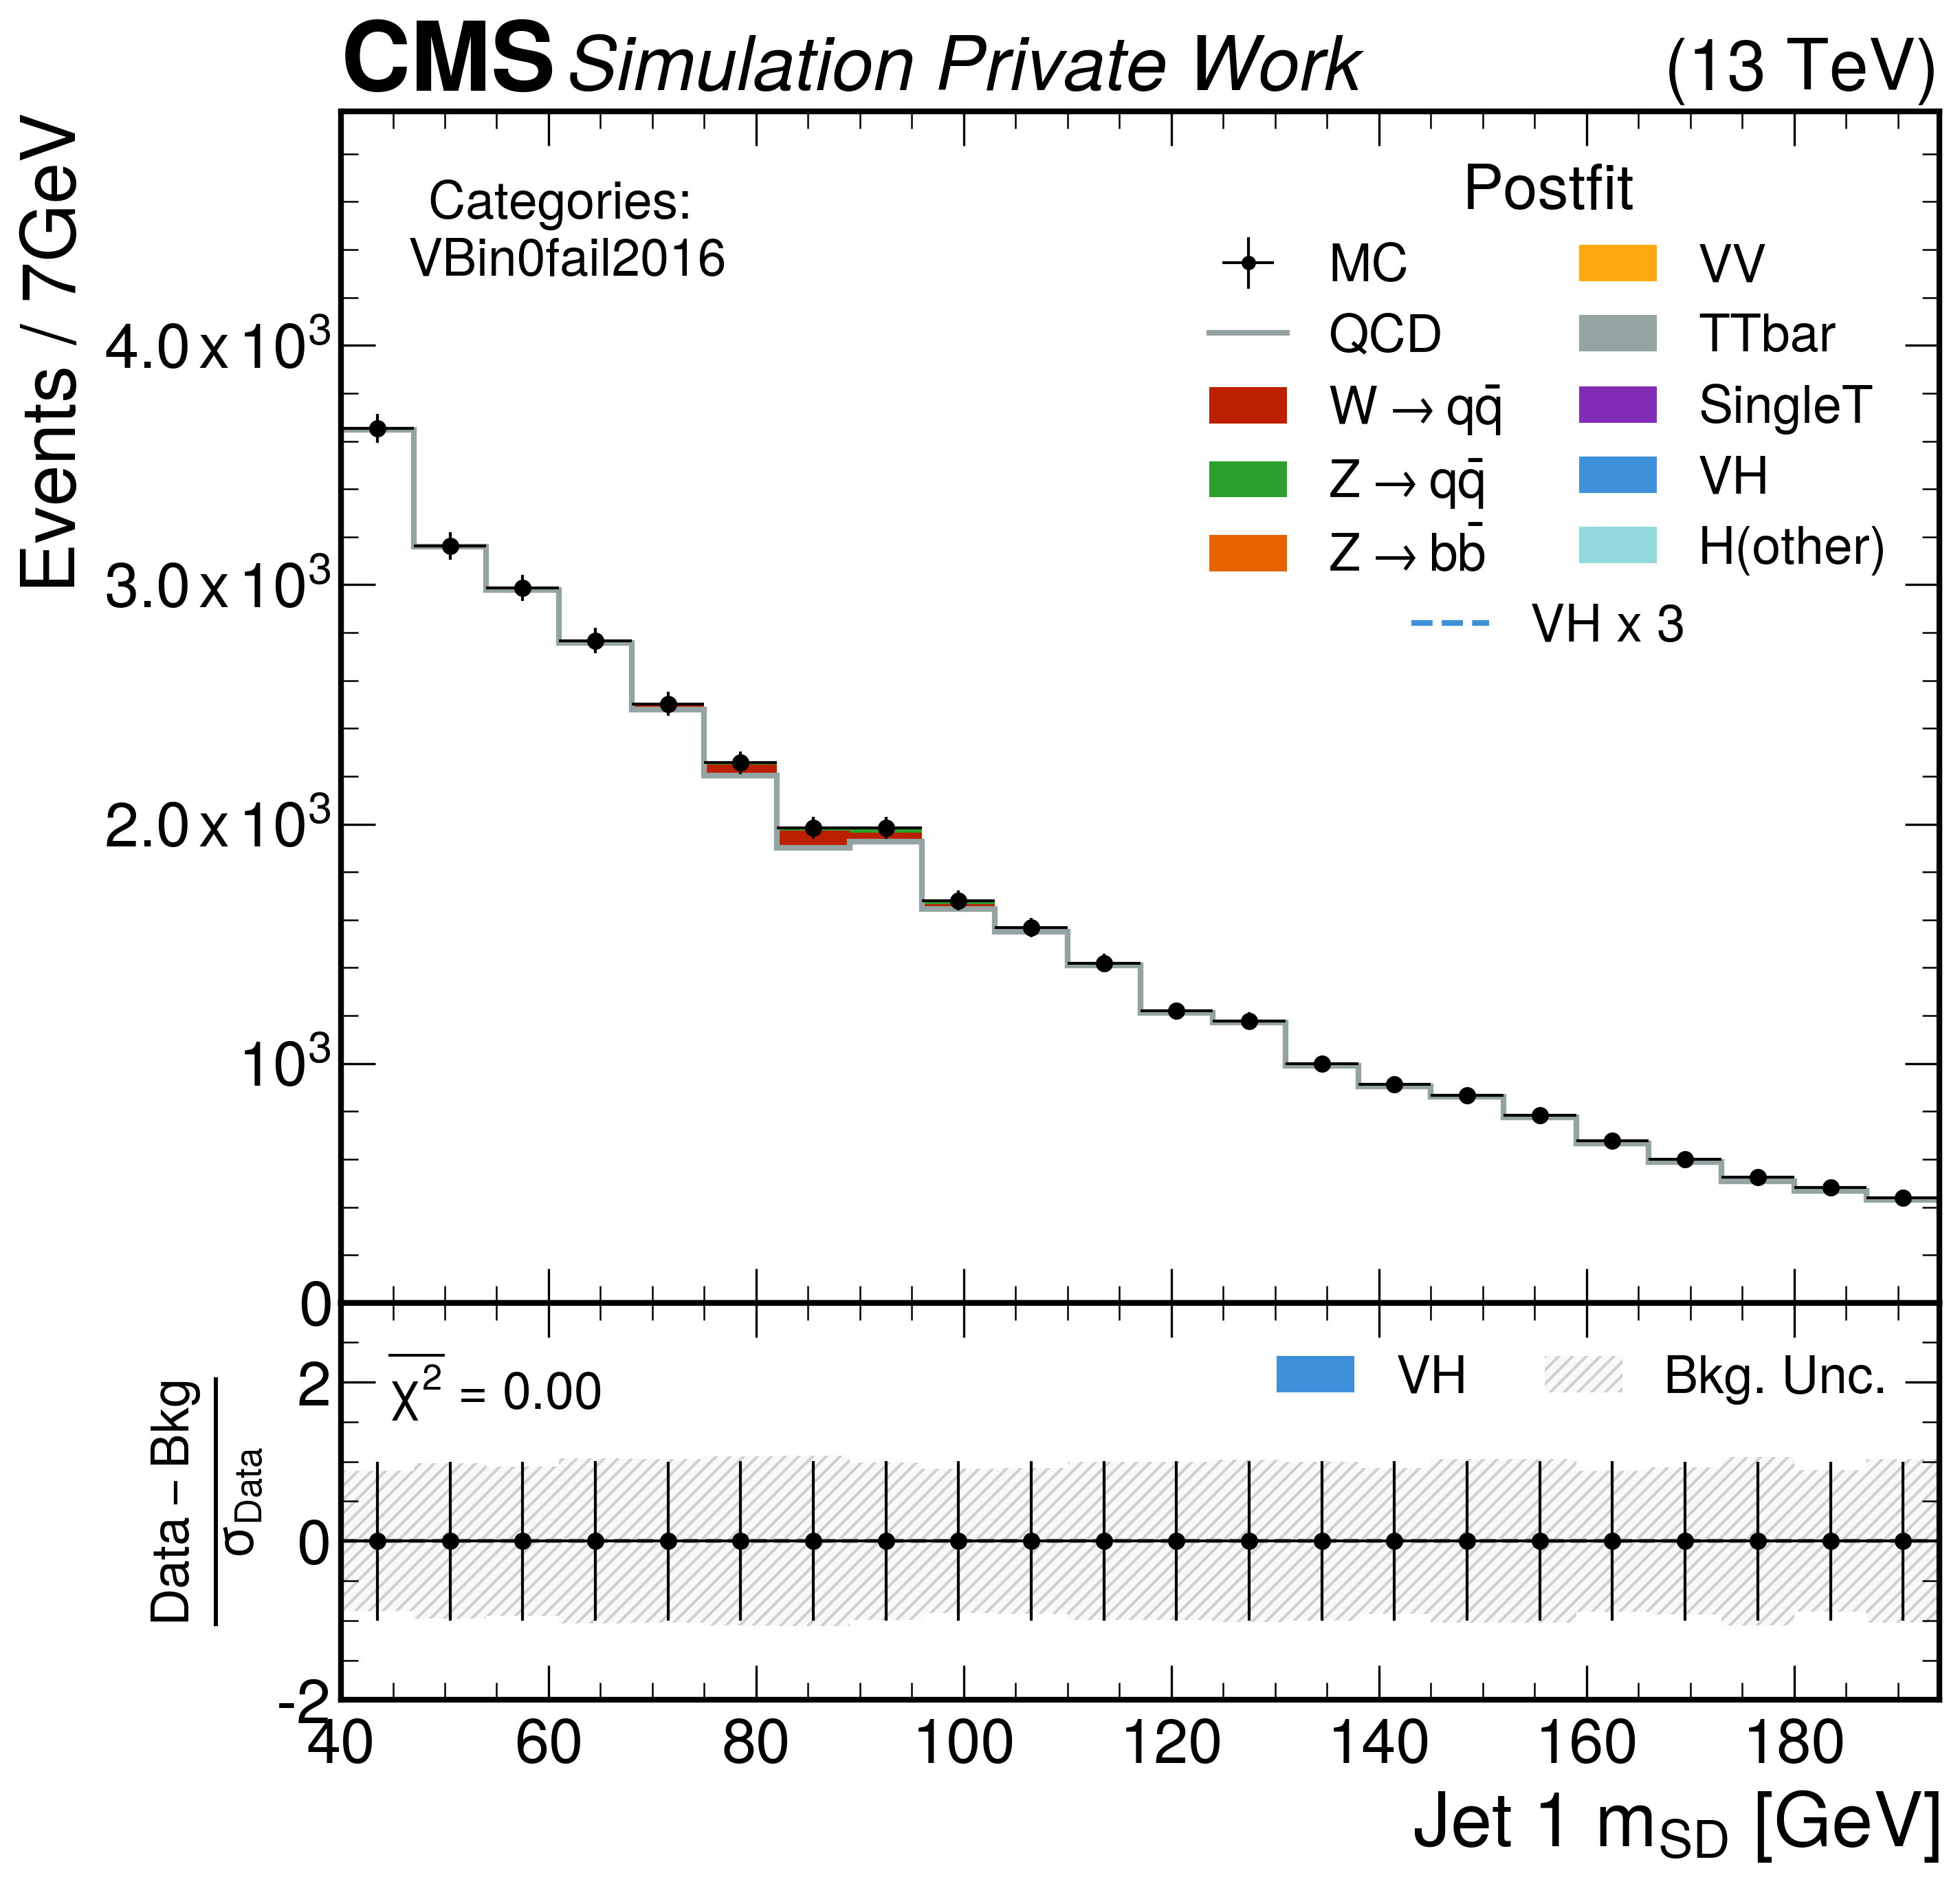 CMS Simulation Private Work (13 TeV)
Events / 7GeV
Categories:
VBin0fail2016
Postfit
MC
QCD
W → qq̄
Z → qq̄
Z → bb̄
VV
TTbar
SingleT
VH
H(other)
VH x 3
4.0 x 10³
3.0 x 10³
2.0 x 10³
10³
0
χ² = 0.00
VH
Bkg. Unc.
Data – Bkg
σData
2
0
-2
40 60 80 100 120 140 160 180
Jet 1 mSD [GeV]